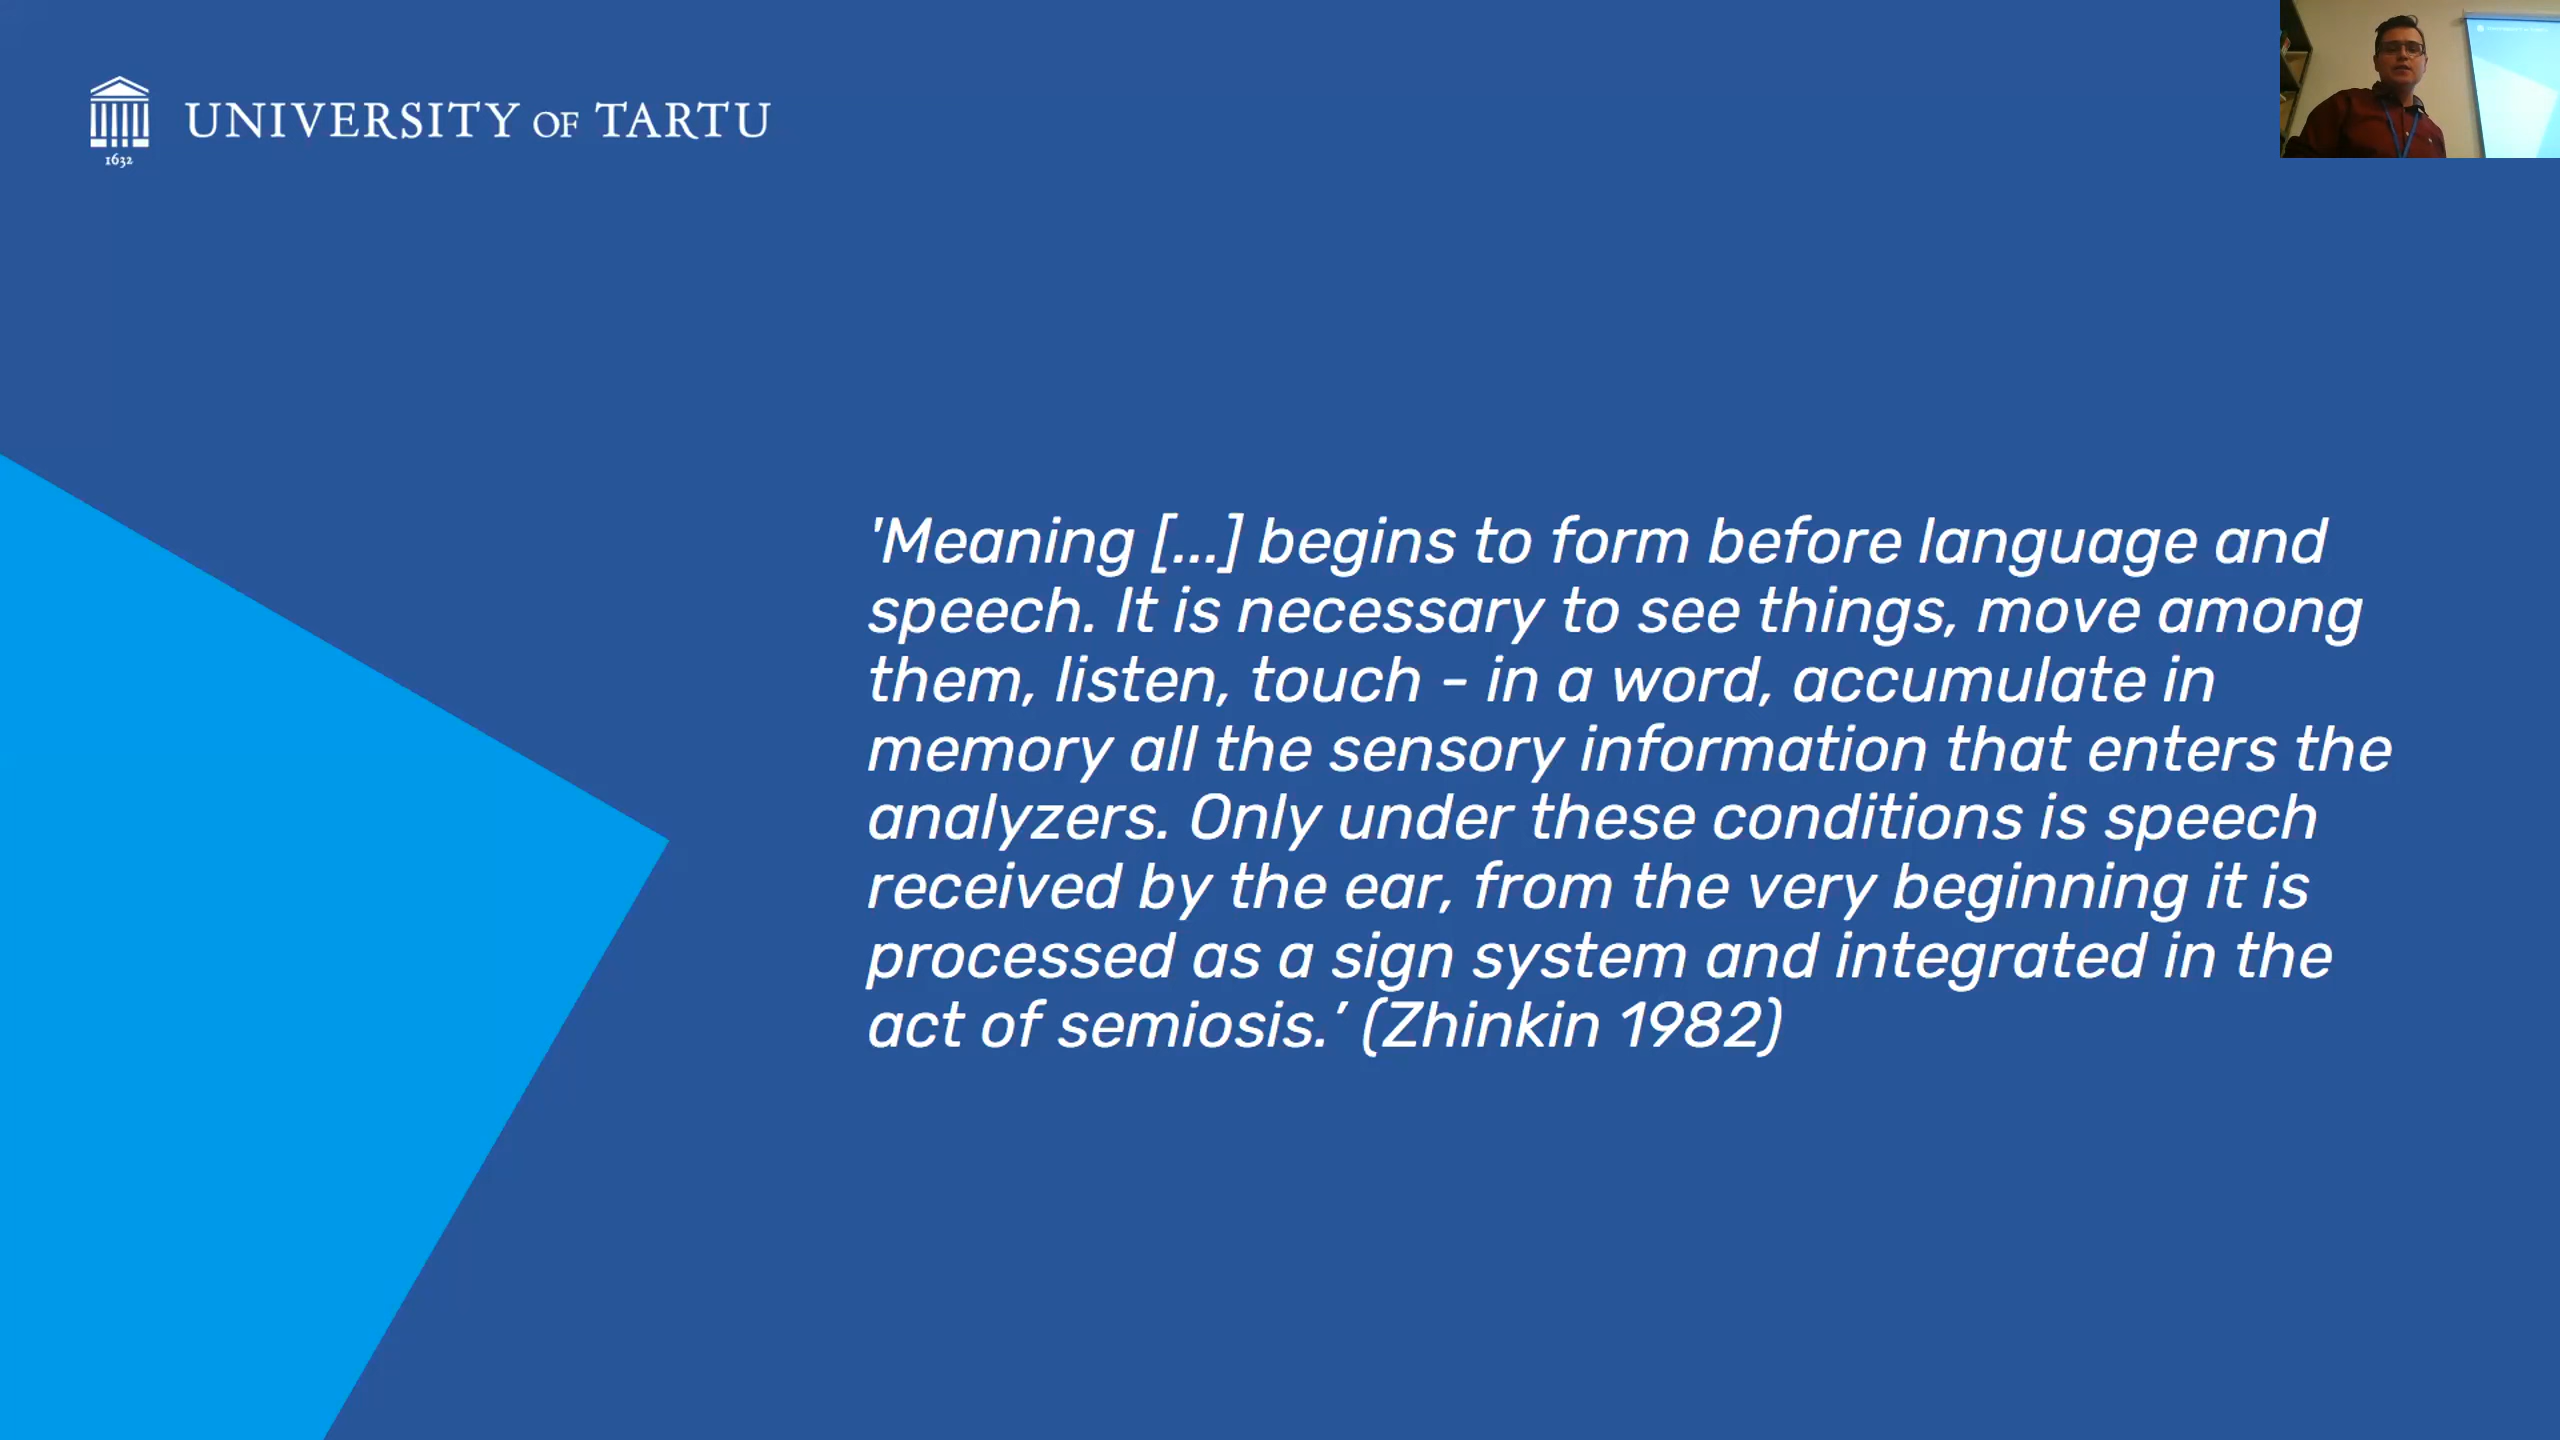 UNIVERSITY OF TARTU
1632
'Meaning [...] begins to form before language and
speech. It is necessary to see things, move among
them, listen, touch - in a word, accumulate in
memory all the sensory information that enters the
analyzers. Only under these conditions is speech
received by the ear, from the very beginning it is
processed as a sign system and integrated in the
act of semiosis.’ (Zhinkin 1982)